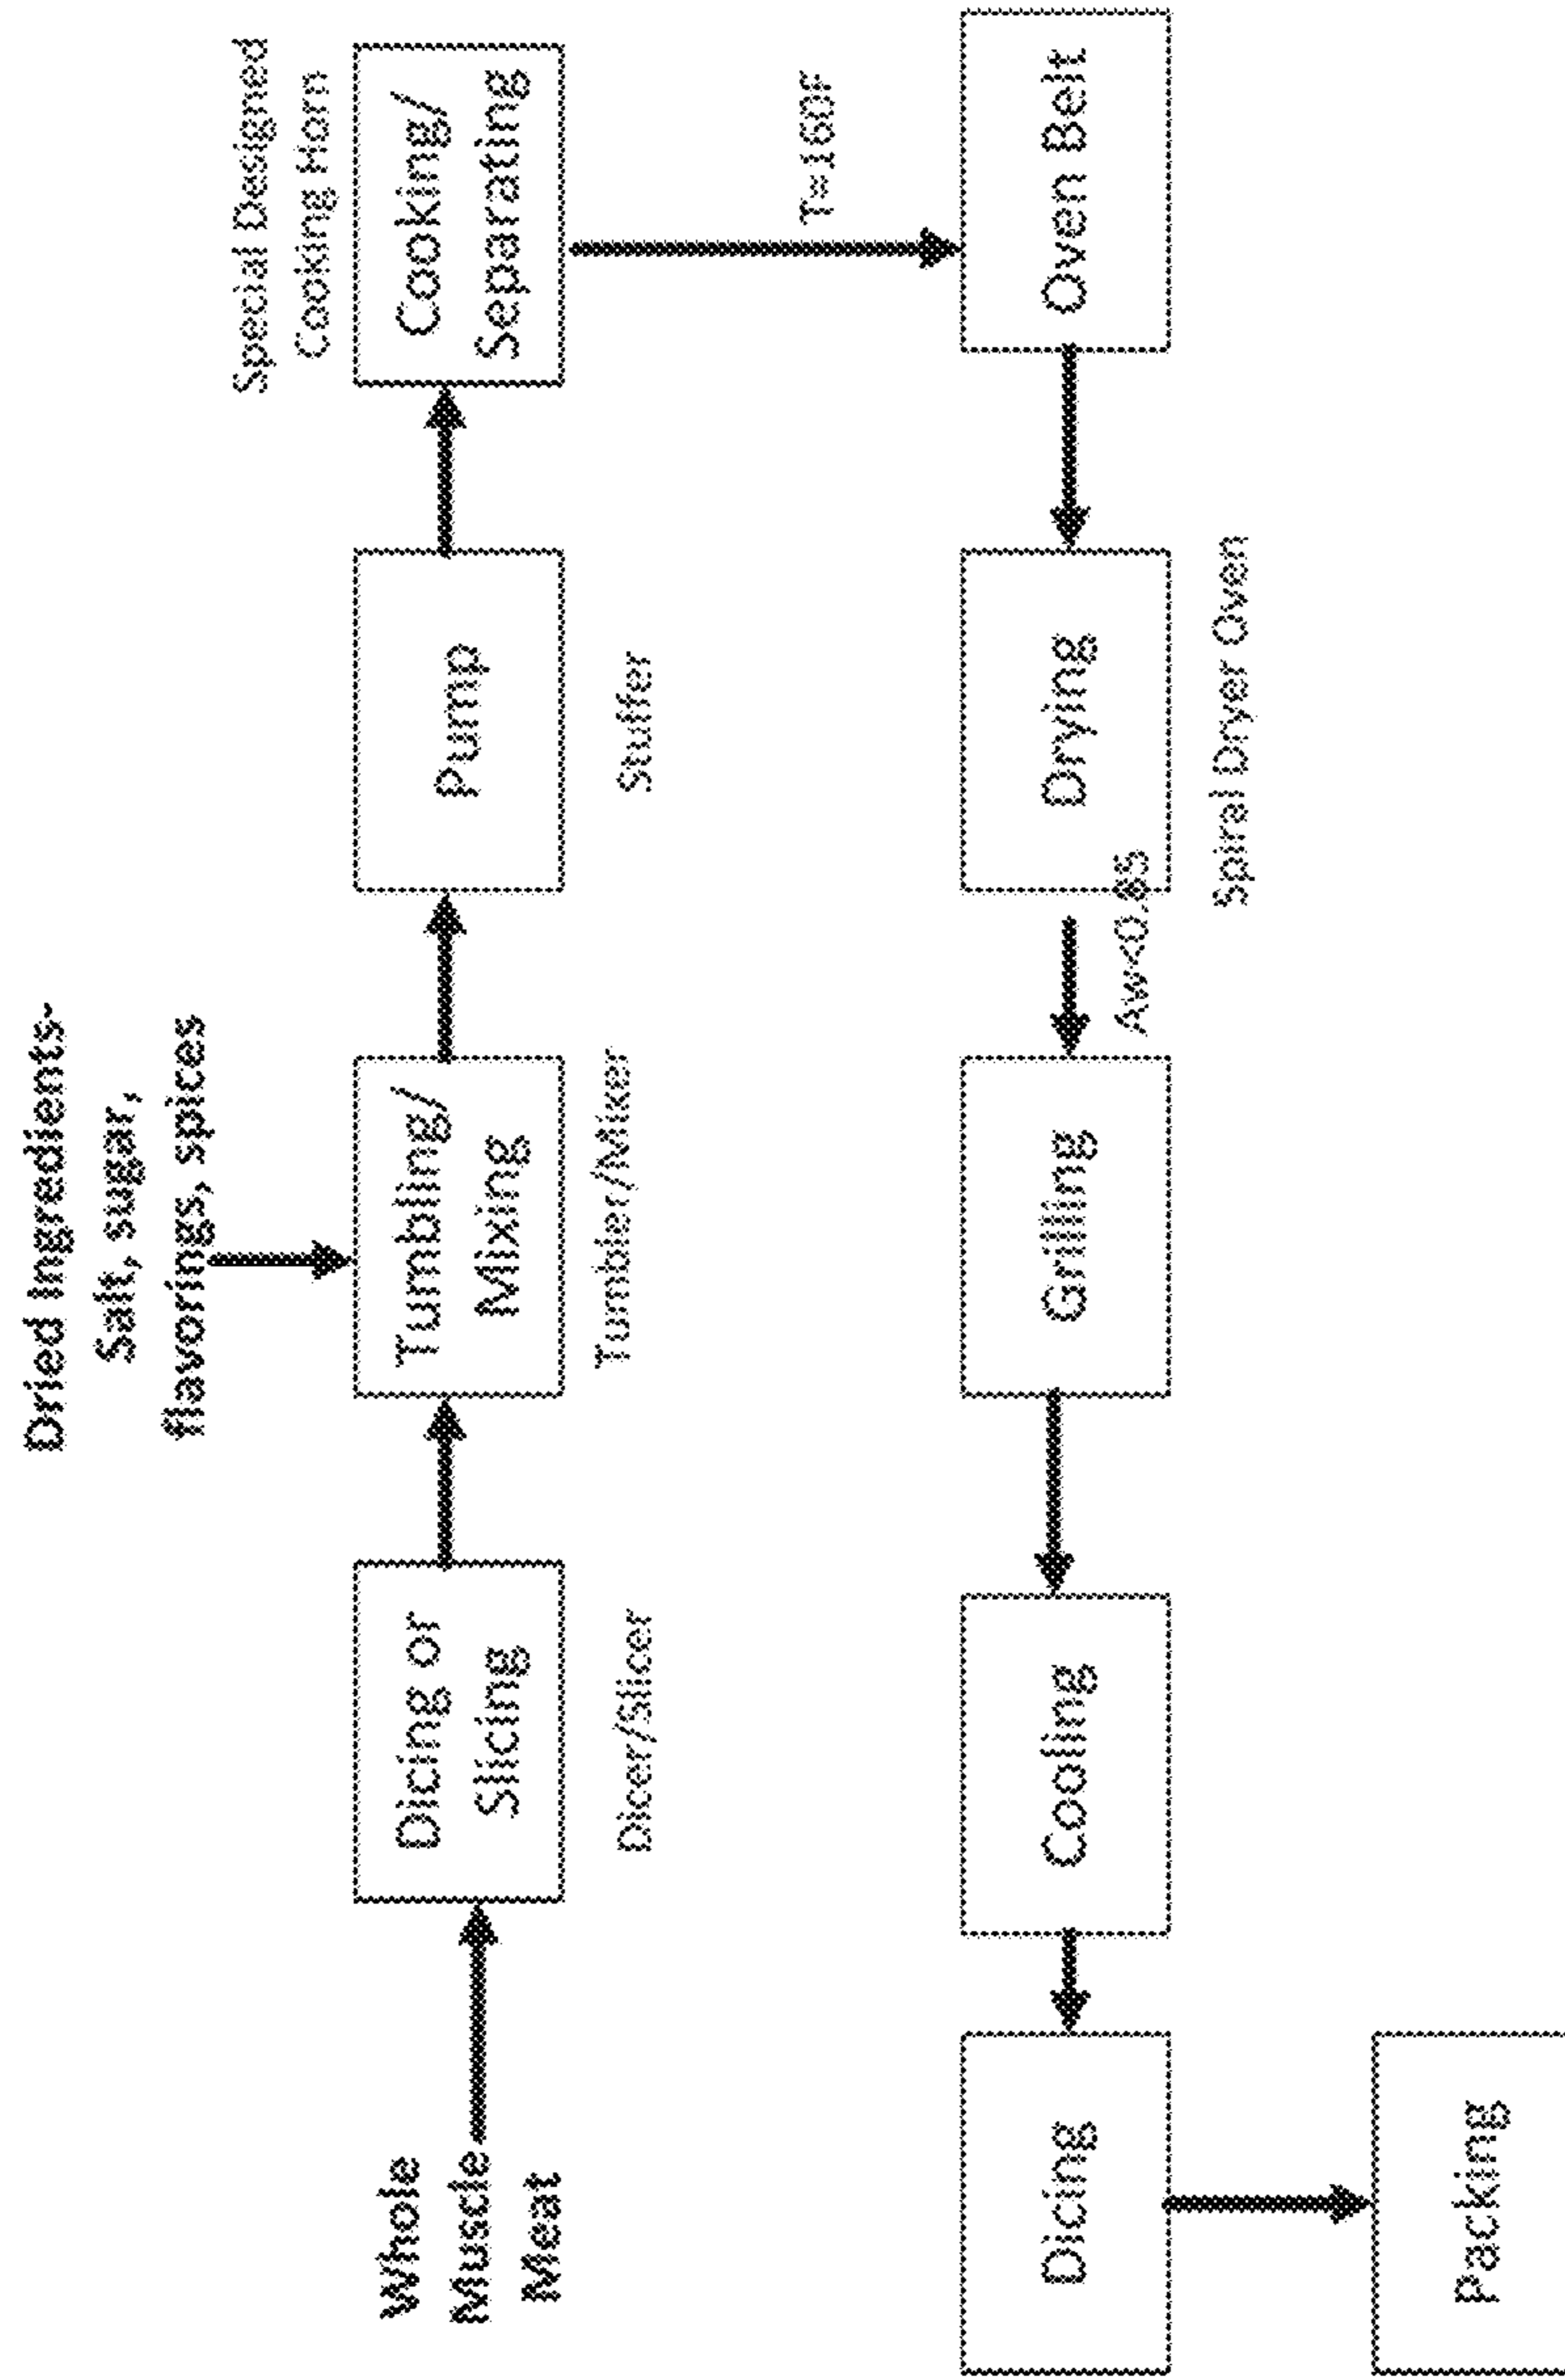 Dried Ingredients-
Salt, sugar,
flavorings, spices
Special Designed
Cooking Horn
Whole
Muscle
Meat
Dicing or
Slicing
Tumbling/
Mixing
Pump
Cooking/
Separating
Dicer/Slicer
Tumbler/Mixer
Stuffer
T=160F
Dicing
Cooling
Grilling
Drying
Oven Belt
Aw<0.85
Spiral Dryer Oven
Packing